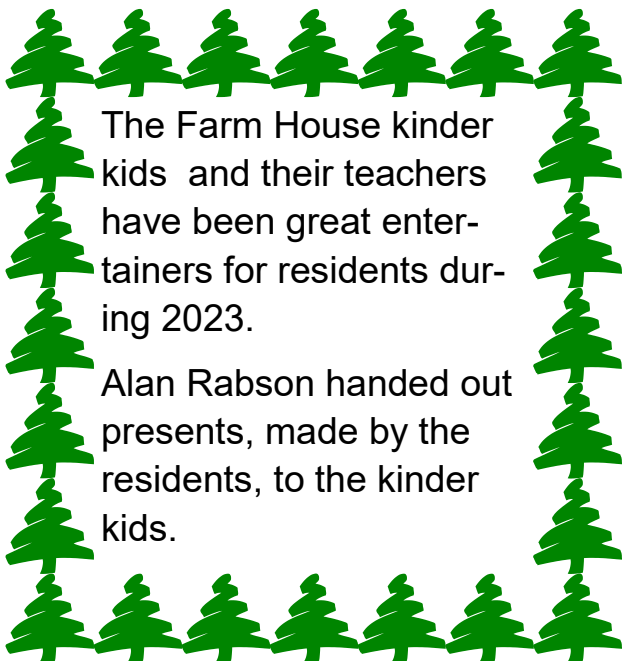 The Farm House kinder
kids  and their teachers
have been great enter-
tainers for residents dur-
ing 2023.
Alan Rabson handed out
presents, made by the
residents, to the kinder
kids.